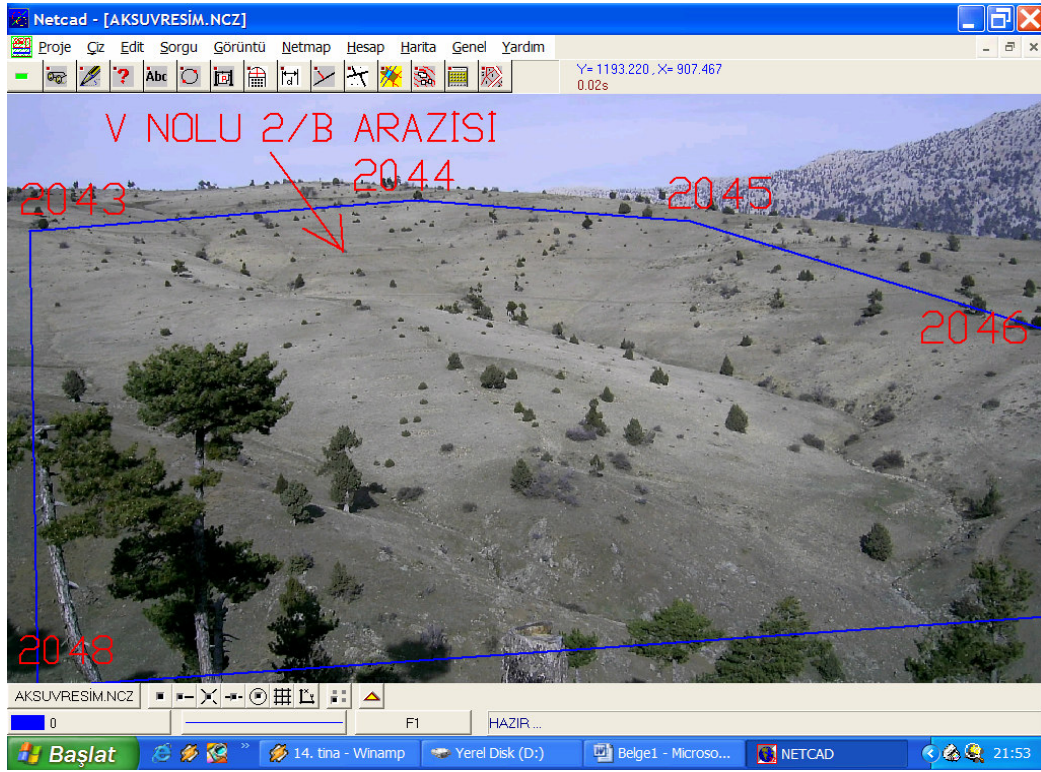 Netcad - [AKSUVRESİM.NCZ]
Proje Çiz Edit Sorgu Görüntü Netmap Hesap Harita Genel Yardım
Abc
Y= 1193.220 , X= 907.467
0.02s
V NOLU 2/B ARAZİSİ
2043
2044
2045
2046
2048
AKSUVRESİM.NCZ
0
F1
HAZIR ...
Başlat
14. tina - Winamp
Yerel Disk (D:)
Belge1 - Microso...
NETCAD
21:53